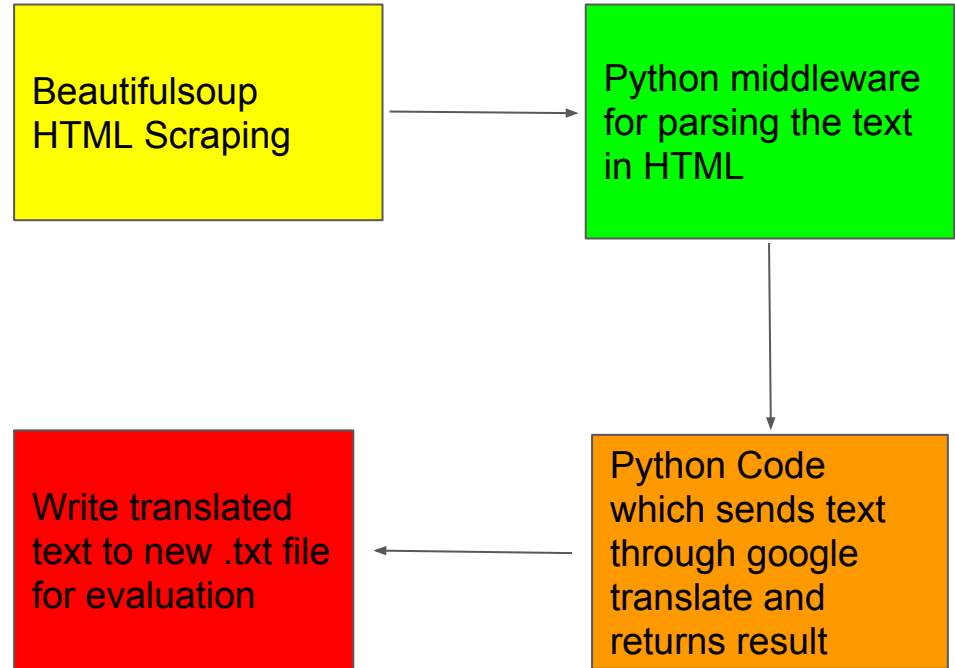 Beautifulsoup
HTML Scraping
Python middleware
for parsing the text
in HTML
Python Code
which sends text
through google
translate and
returns result
Write translated
text to new .txt file
for evaluation